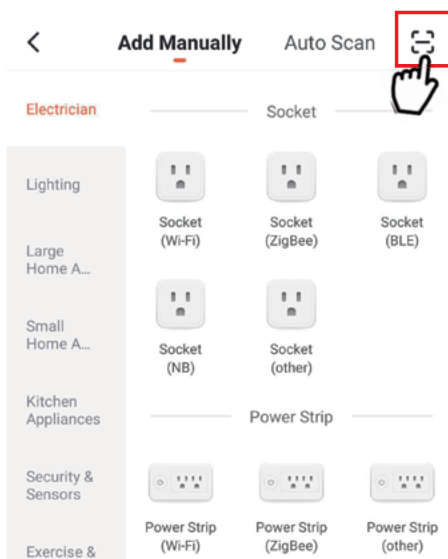 Add Manually Auto Scan
Electrician
Lighting
Large
Home A...
Small
Home A...
Kitchen
Appliances
Security &
Sensors
Exercise &
Socket
Socket
(Wi-Fi)
Socket
(ZigBee)
Socket
(BLE)
Socket
(NB)
Socket
(other)
Power Strip
Power Strip
(Wi-Fi)
Power Strip
(ZigBee)
Power Strip
(other)